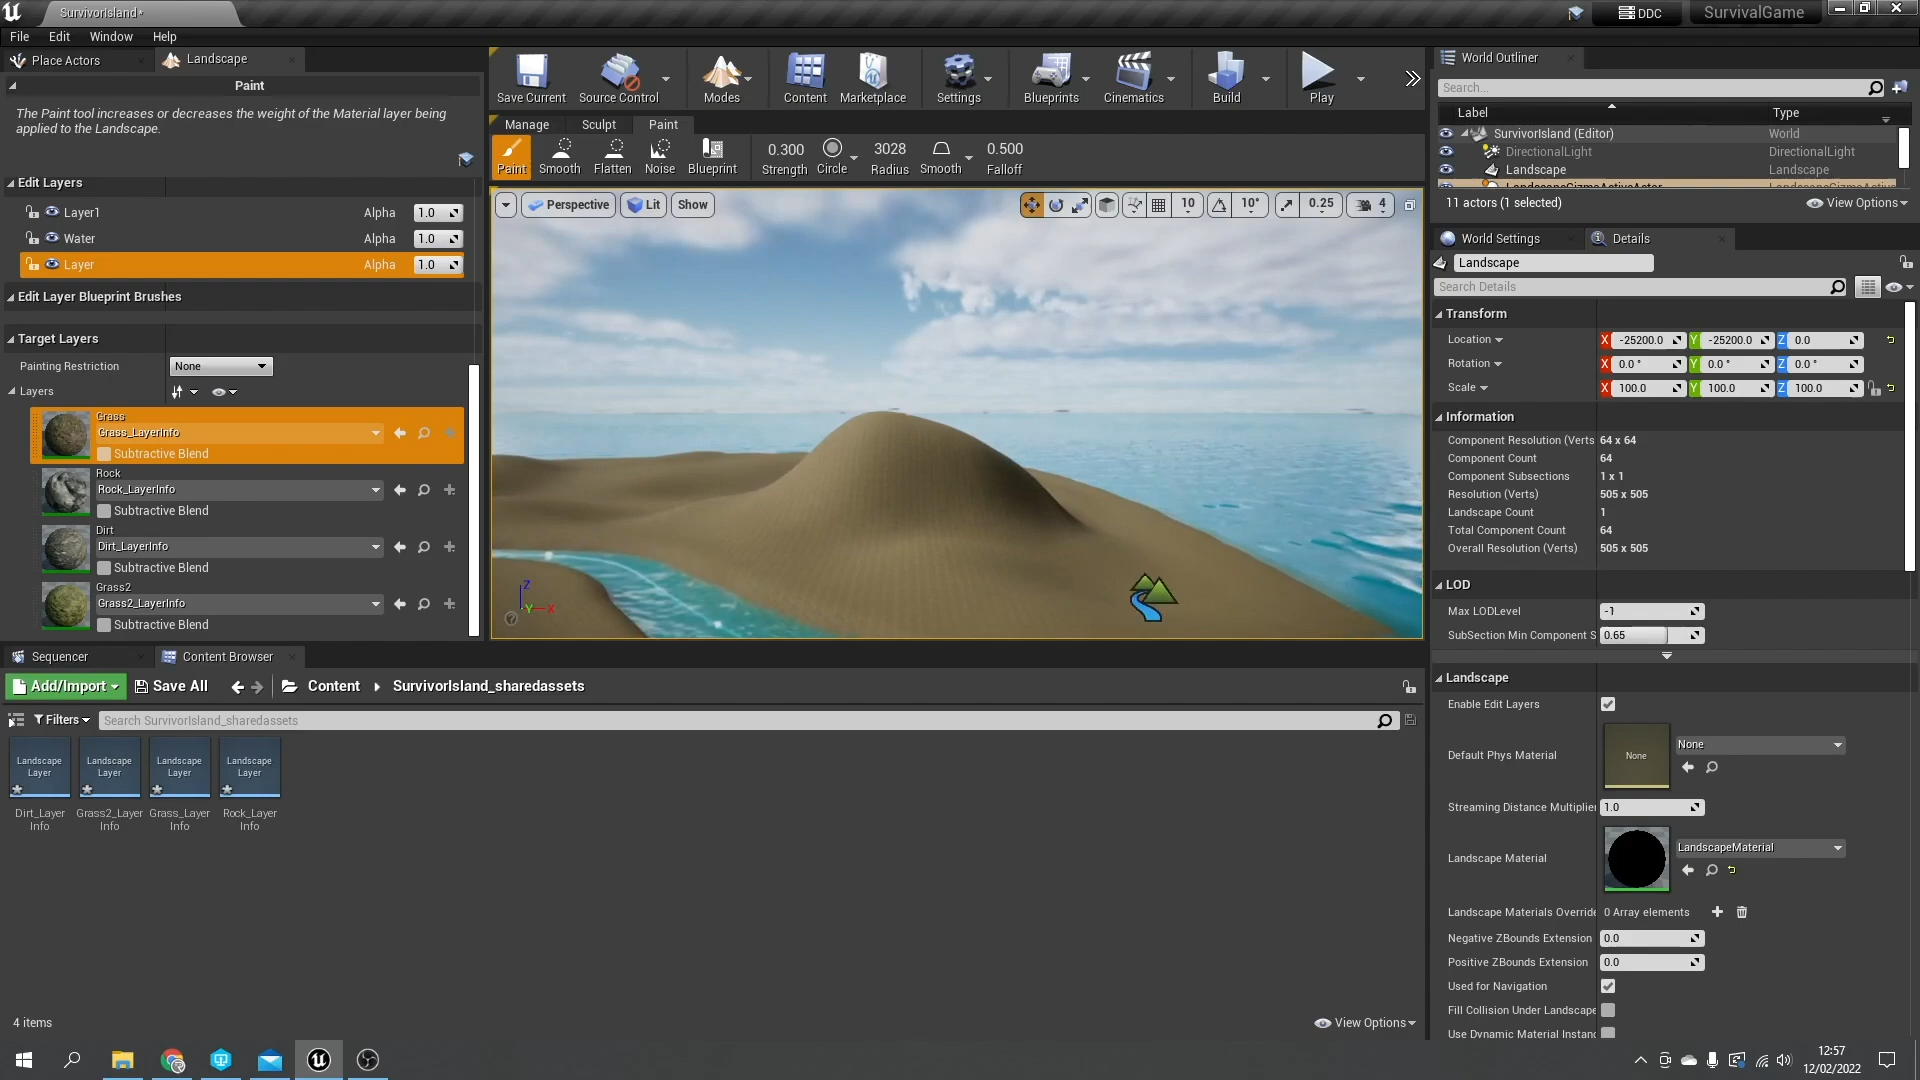 SurvivorIsland*
DDC
SurvivalGame
File Edit Window Help
Place Actors
Landscape
Paint
The Paint tool increases or decreases the weight of the Material layer being
applied to the Landscape.
Edit Layers
Layer1 Alpha 1.0
Water Alpha 1.0
Layer Alpha 1.0
Edit Layer Blueprint Brushes
Target Layers
Painting Restriction None
Layers
Grass
Grass_LayerInfo
Subtractive Blend
Rock
Rock_LayerInfo
Subtractive Blend
Dirt
Dirt_LayerInfo
Subtractive Blend
Grass2
Grass2_LayerInfo
Subtractive Blend
Save Current Source Control Modes Content Marketplace Settings Blueprints Cinematics Build Play
Manage Sculpt Paint
Paint Smooth Flatten Noise Blueprint
0.300 3028 0.500
Strength Circle Radius Smooth Falloff
Perspective Lit Show
10 10° 0.25 4
Z
Y X
World Outliner
Search...
Label Type
SurvivorIsland (Editor) World
DirectionalLight DirectionalLight
Landscape Landscape
11 actors (1 selected)
View Options
World Settings Details
Landscape
Search Details
Transform
Location X -25200.0 Y -25200.0 Z 0.0
Rotation X 0.0 ° Y 0.0 ° Z 0.0 °
Scale X 100.0 Y 100.0 Z 100.0
Information
Component Resolution (Verts 64 x 64
Component Count 64
Component Subsections 1 x 1
Resolution (Verts) 505 x 505
Landscape Count 1
Total Component Count 64
Overall Resolution (Verts) 505 x 505
LOD
Max LODLevel -1
SubSection Min Component S 0.65
Landscape
Enable Edit Layers
Default Phys Material None None
Streaming Distance Multiplier 1.0
Landscape Material LandscapeMaterial
Landscape Materials Override 0 Array elements
Negative ZBounds Extension 0.0
Positive ZBounds Extension 0.0
Used for Navigation
Fill Collision Under Landscape
Use Dynamic Material Instanc
Sequencer
Content Browser
Add/Import Save All Content SurvivorIsland_sharedassets
Filters Search SurvivorIsland_sharedassets
Landscape Landscape Landscape Landscape
Layer Layer Layer Layer
Dirt_Layer Grass2_Layer Grass_Layer Rock_Layer
Info Info Info Info
4 items
View Options
12:57
12/02/2022